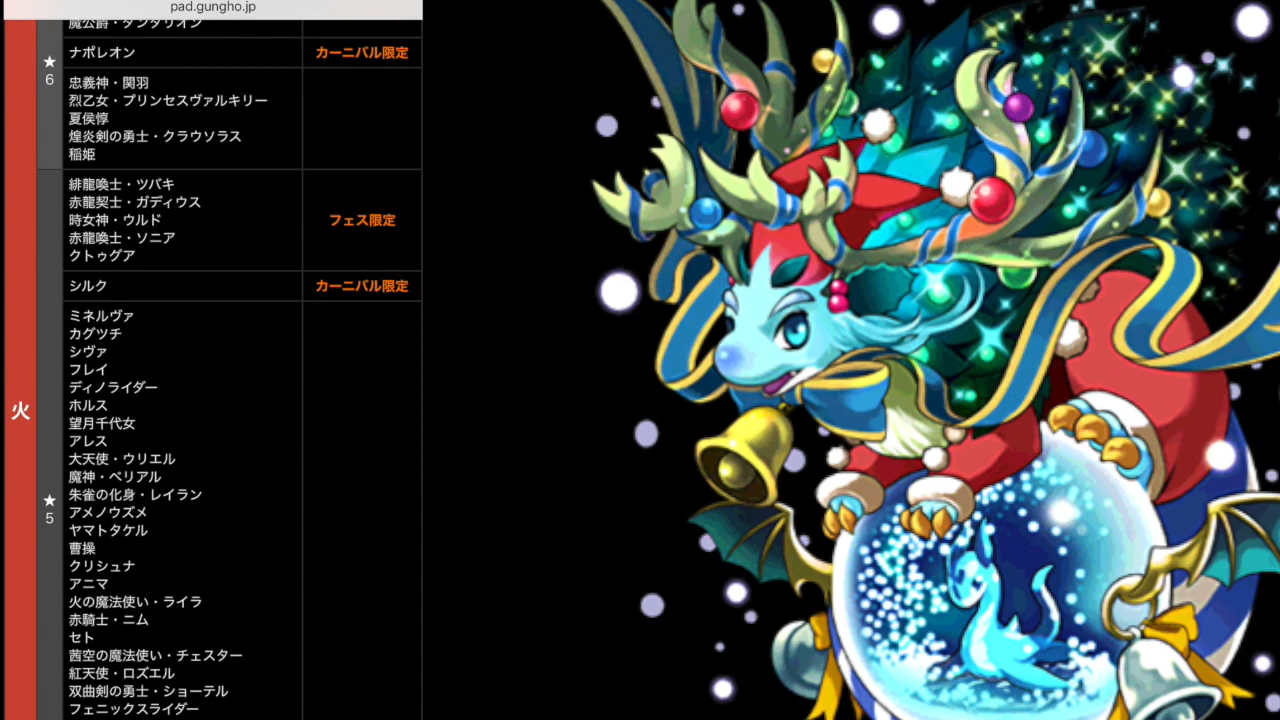 pad.gungho.jp
魔公爵・ダンタリオン
ナポレオン
カーニバル限定
★
6
忠義神・関羽
烈乙女・プリンセスヴァルキリー
夏侯惇
煌炎剣の勇士・クラウソラス
稲姫
緋龍喚士・ツバキ
赤龍契士・ガディウス
時女神・ウルド
赤龍喚士・ソニア
クトゥグア
フェス限定
シルク
カーニバル限定
火
★
5
ミネルヴァ
カグツチ
シヴァ
フレイ
ディノライダー
ホルス
望月千代女
アレス
大天使・ウリエル
魔神・ベリアル
朱雀の化身・レイラン
アメノウズメ
ヤマトタケル
曹操
クリシュナ
アニマ
火の魔法使い・ライラ
赤騎士・ニム
セト
茜空の魔法使い・チェスター
紅天使・ロズエル
双曲剣の勇士・ショーテル
フェニックスライダー